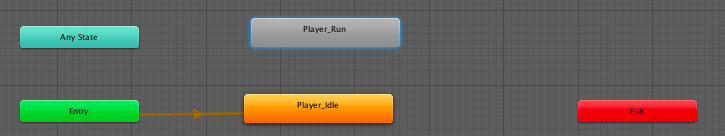 Any State
Player_Run
Entry
Player_Idle
Exit